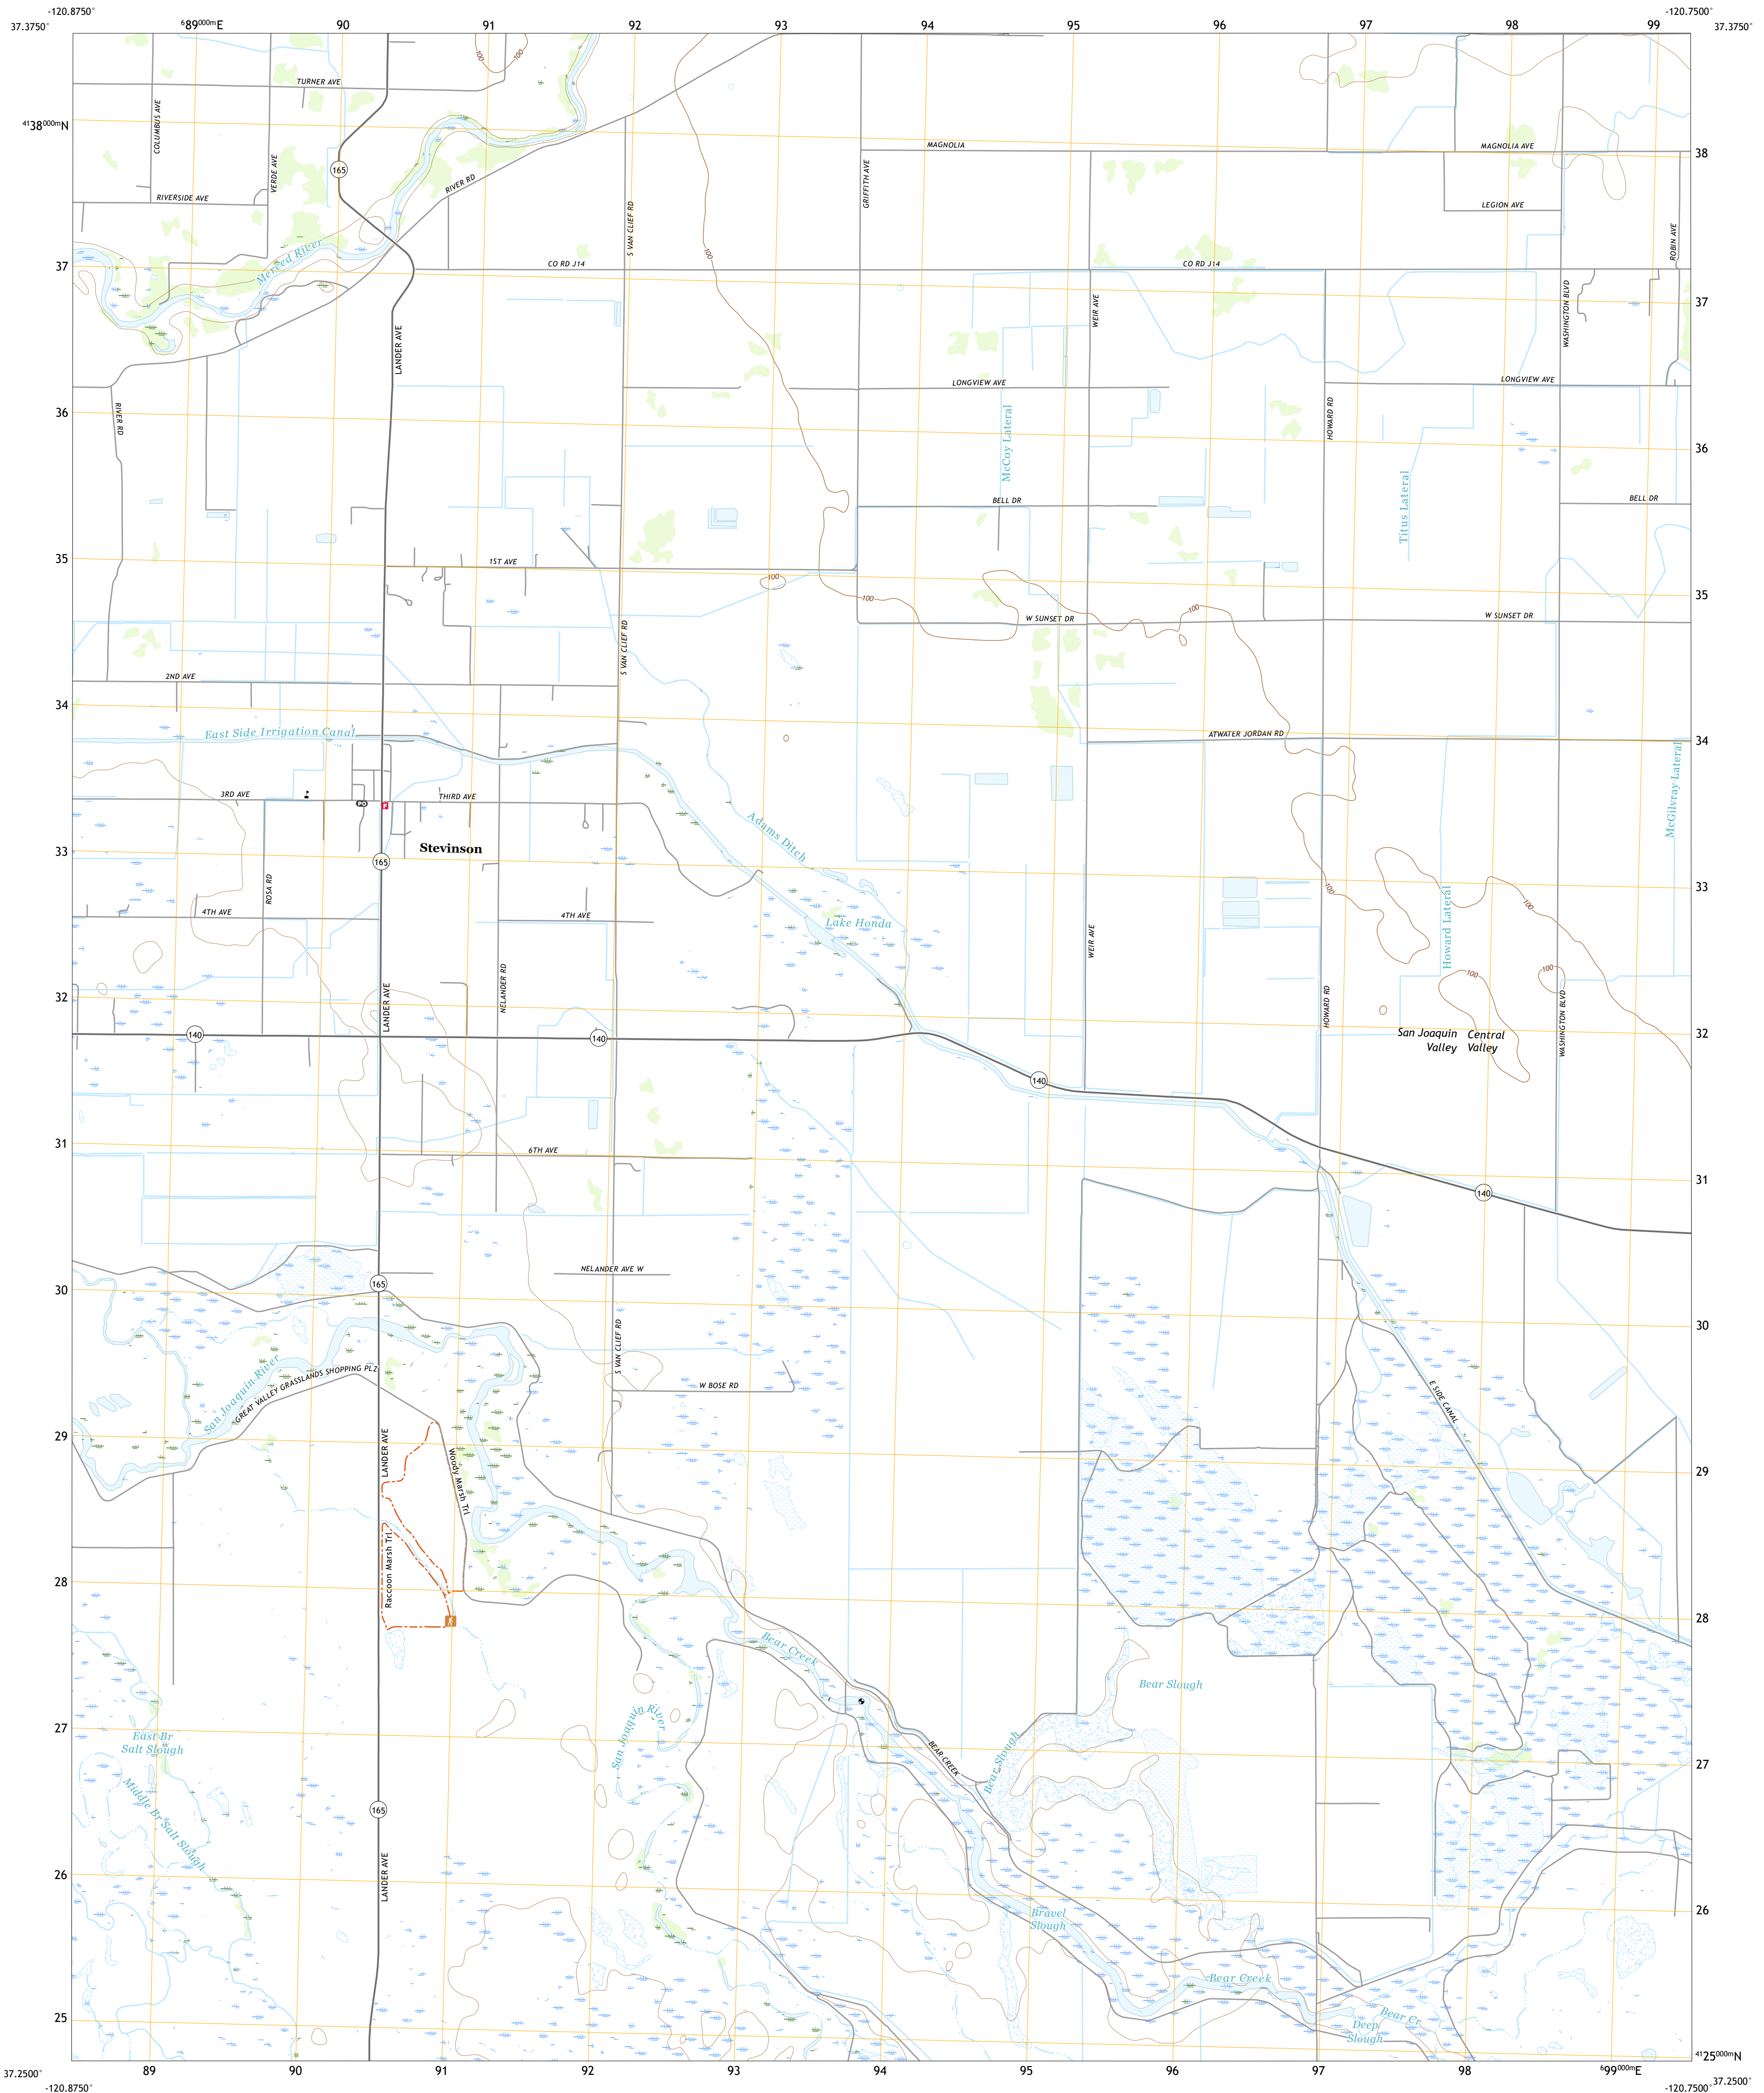 -120.8750°
-120.7500°
37.3750°
⁶89⁰⁰⁰ᵐE
90
91
92
93
94
95
96
97
98
99
37.3750°
TURNER AVE
COLUMBUS AVE
⁴¹38⁰⁰⁰ᵐN
100
100
MAGNOLIA
MAGNOLIA AVE
38
VERDE AVE
165
RIVER RD
GRIFFITH AVE
RIVERSIDE AVE
LEGION AVE
S VAN CLIEF RD
ROBIN AVE
Merced River
100
37
CO RD J14
CO RD J14
37
WEIR AVE
WASHINGTON BLVD
LANDER AVE
LONGVIEW AVE
LONGVIEW AVE
36
RIVER RD
McCoy Lateral
HOWARD RD
36
Titus Lateral
BELL DR
BELL DR
35
1ST AVE
100
100
100
35
W SUNSET DR
W SUNSET DR
S VAN CLIEF RD
2ND AVE
34
East Side Irrigation Canal
ATWATER JORDAN RD
34
McGilvray Lateral
3RD AVE
PO
F
THIRD AVE
Adams Ditch
33
165
Stevinson
33
ROSA RD
100
100
4TH AVE
4TH AVE
Lake Honda
WEIR AVE
Howard Lateral
NELANDER RD
100
100
32
LANDER AVE
HOWARD RD
WASHINGTON BLVD
32
140
140
San Joaquin
Valley
Central
Valley
140
31
6TH AVE
31
140
30
165
NELANDER AVE W
30
S VAN CLIEF RD
San Joaquin River
GREAT VALLEY GRASSLANDS SHOPPING PLZ
W BOSE RD
E SIDE CANAL
29
LANDER AVE
Woody Marsh Trl
29
Raccoon Marsh Trl
28
28
Bear Creek
Bear Slough
27
East Br
Salt Slough
San Joaquin River
BEAR CREEK
Bear Slough
27
Middle Br Salt Slough
165
26
LANDER AVE
Bravel
Slough
26
Bear Creek
25
Bear Cr
Deep
Slough
⁴¹25⁰⁰⁰ᵐN
37.2500°
89
90
91
92
93
94
95
96
97
98
⁶99⁰⁰⁰ᵐE
37.2500°
-120.8750°
-120.7500°